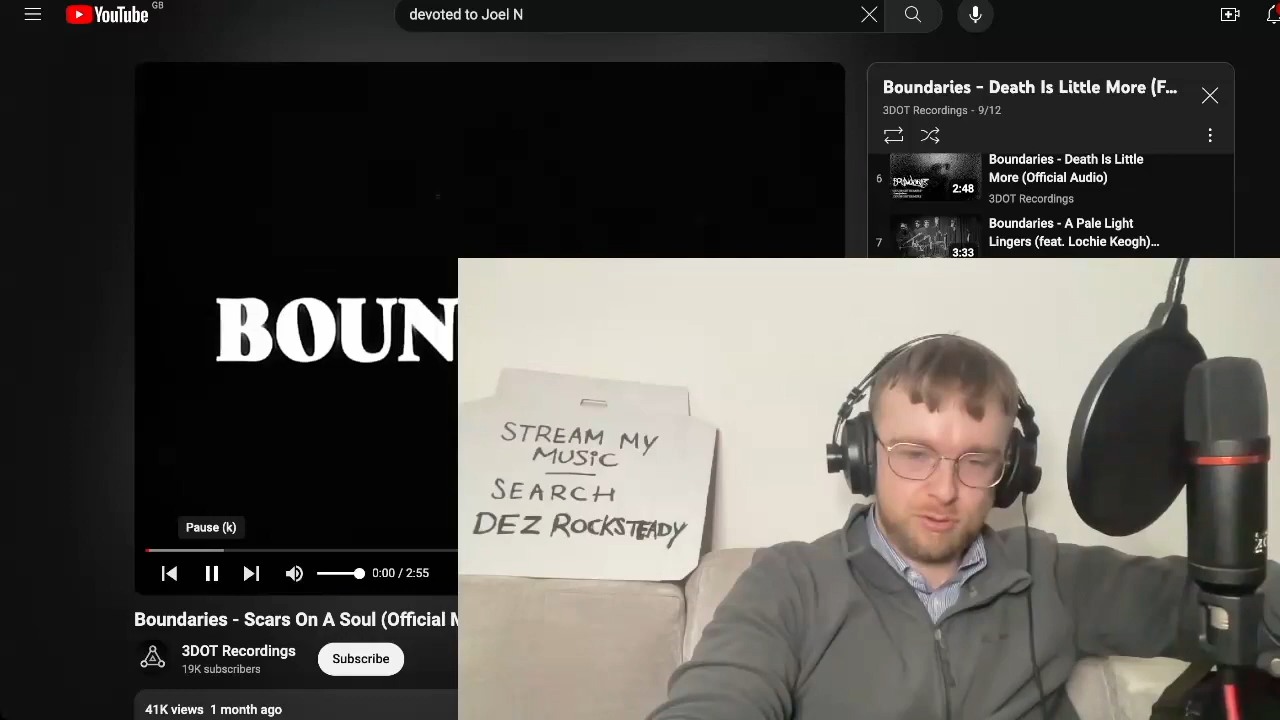 YouTube
GB
devoted to Joel N
Boundaries - Death Is Little More (F...
3DOT Recordings - 9/12
6
2:48
Boundaries - Death Is Little
More (Official Audio)
3DOT Recordings
7
3:33
Boundaries - A Pale Light
Lingers (feat. Lochie Keogh)...
BOUN
Pause (k)
0:00 / 2:55
Boundaries - Scars On A Soul (Official M
3DOT Recordings
19K subscribers
Subscribe
41K views 1 month ago
STREAM MY
MUSIC
SEARCH
DEZ ROCKSTEADY